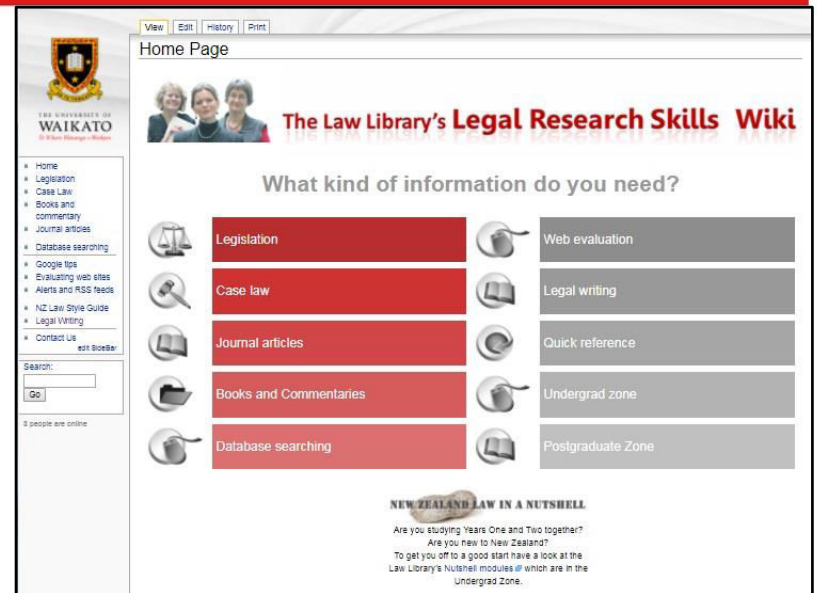 View Edit History Print
Home Page
THE UNIVERSITY OF
WAIKATO
Te Whare Wānanga o Waikato
The Law Library's Legal Research Skills Wiki
Home
Legislation
Case Law
Books and
commentary
Journal articles
Database searching
Google tips
Evaluating web sites
Alerts and RSS feeds
NZ Law Style Guide
Legal Writing
Contact Us
edit SideBar
Search:
Go
8 people are online
What kind of information do you need?
Legislation
Web evaluation
Case law
Legal writing
Journal articles
Quick reference
Books and Commentaries
Undergrad zone
Database searching
Postgraduate Zone
NEW ZEALAND LAW IN A NUTSHELL
Are you studying Years One and Two together?
Are you new to New Zealand?
To get you off to a good start have a look at the
Law Library's Nutshell modules which are in the
Undergrad Zone.